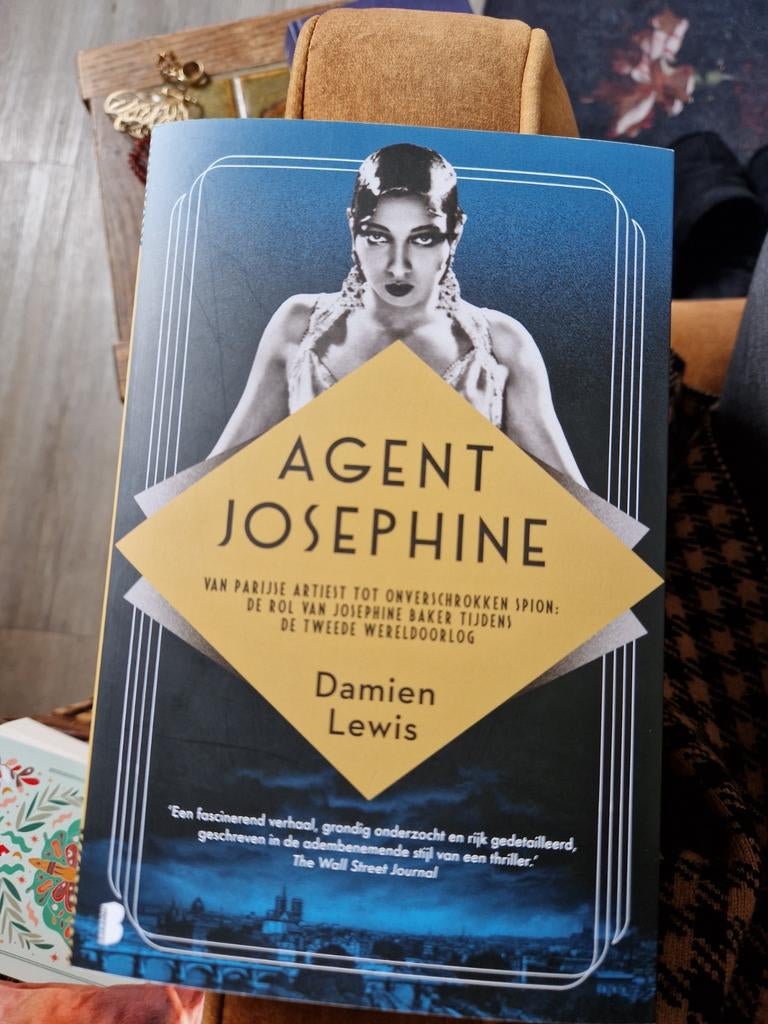 AGENT
JOSEPHINE
VAN PARIJSE ARTIEST TOT ONVERSCHROKKEN SPION:
DE ROL VAN JOSEPHINE BAKER TIJDENS
DE TWEEDE WERELDOORLOG
Damien
Lewis
'Een fascinerend verhaal, grondig onderzocht en rijk gedetailleerd,
geschreven in de adembenemende stijl van een thriller.'
The Wall Street Journal
B